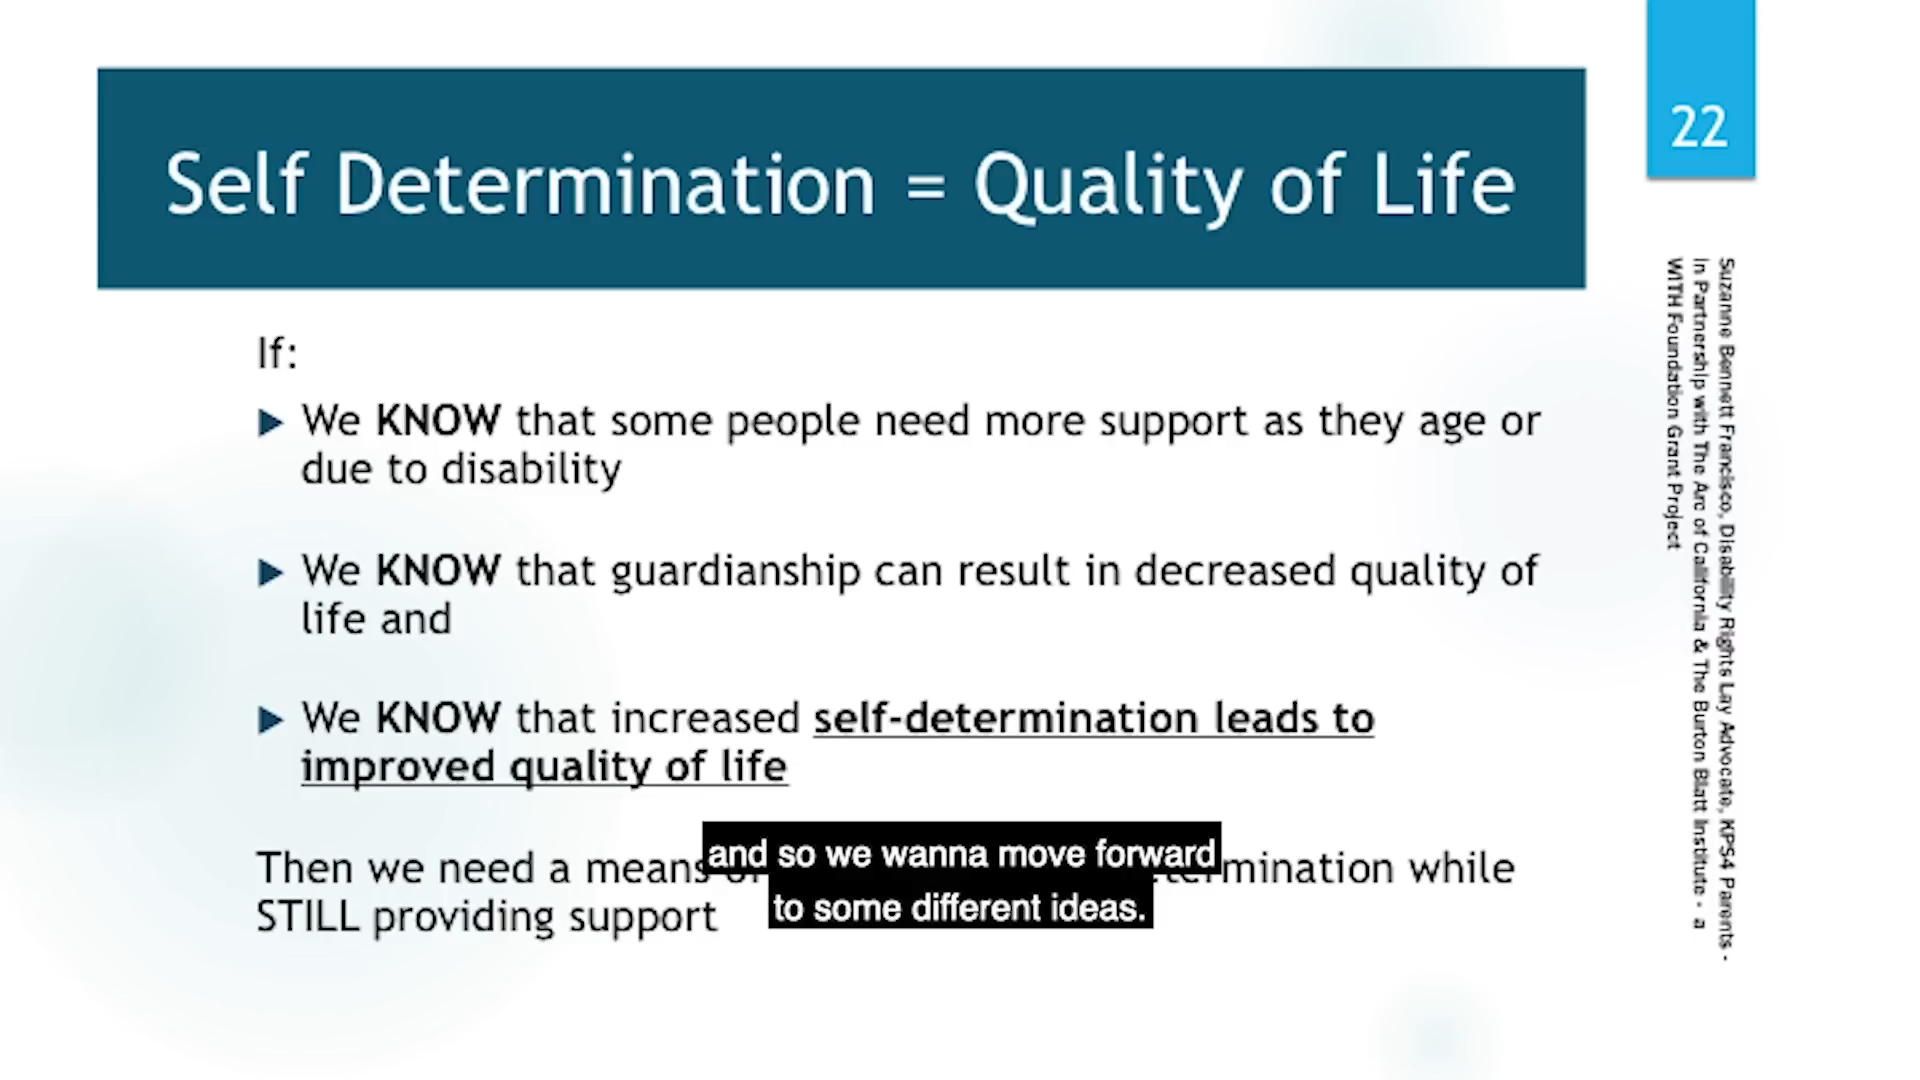 Self Determination = Quality of Life
22
If:
We KNOW that some people need more support as they age or
due to disability
We KNOW that guardianship can result in decreased quality of
life and
We KNOW that increased self-determination leads to
improved quality of life
Then we need a means mination while
STILL providing support
and so we wanna move forward
to some different ideas.
Suzanne Bennett Francisco, Disability Rights Lay Advocate, KPS4 Parents -
in Partnership with The Arc of California & The Burton Blatt Institute - a
WITH Foundation Grant Project